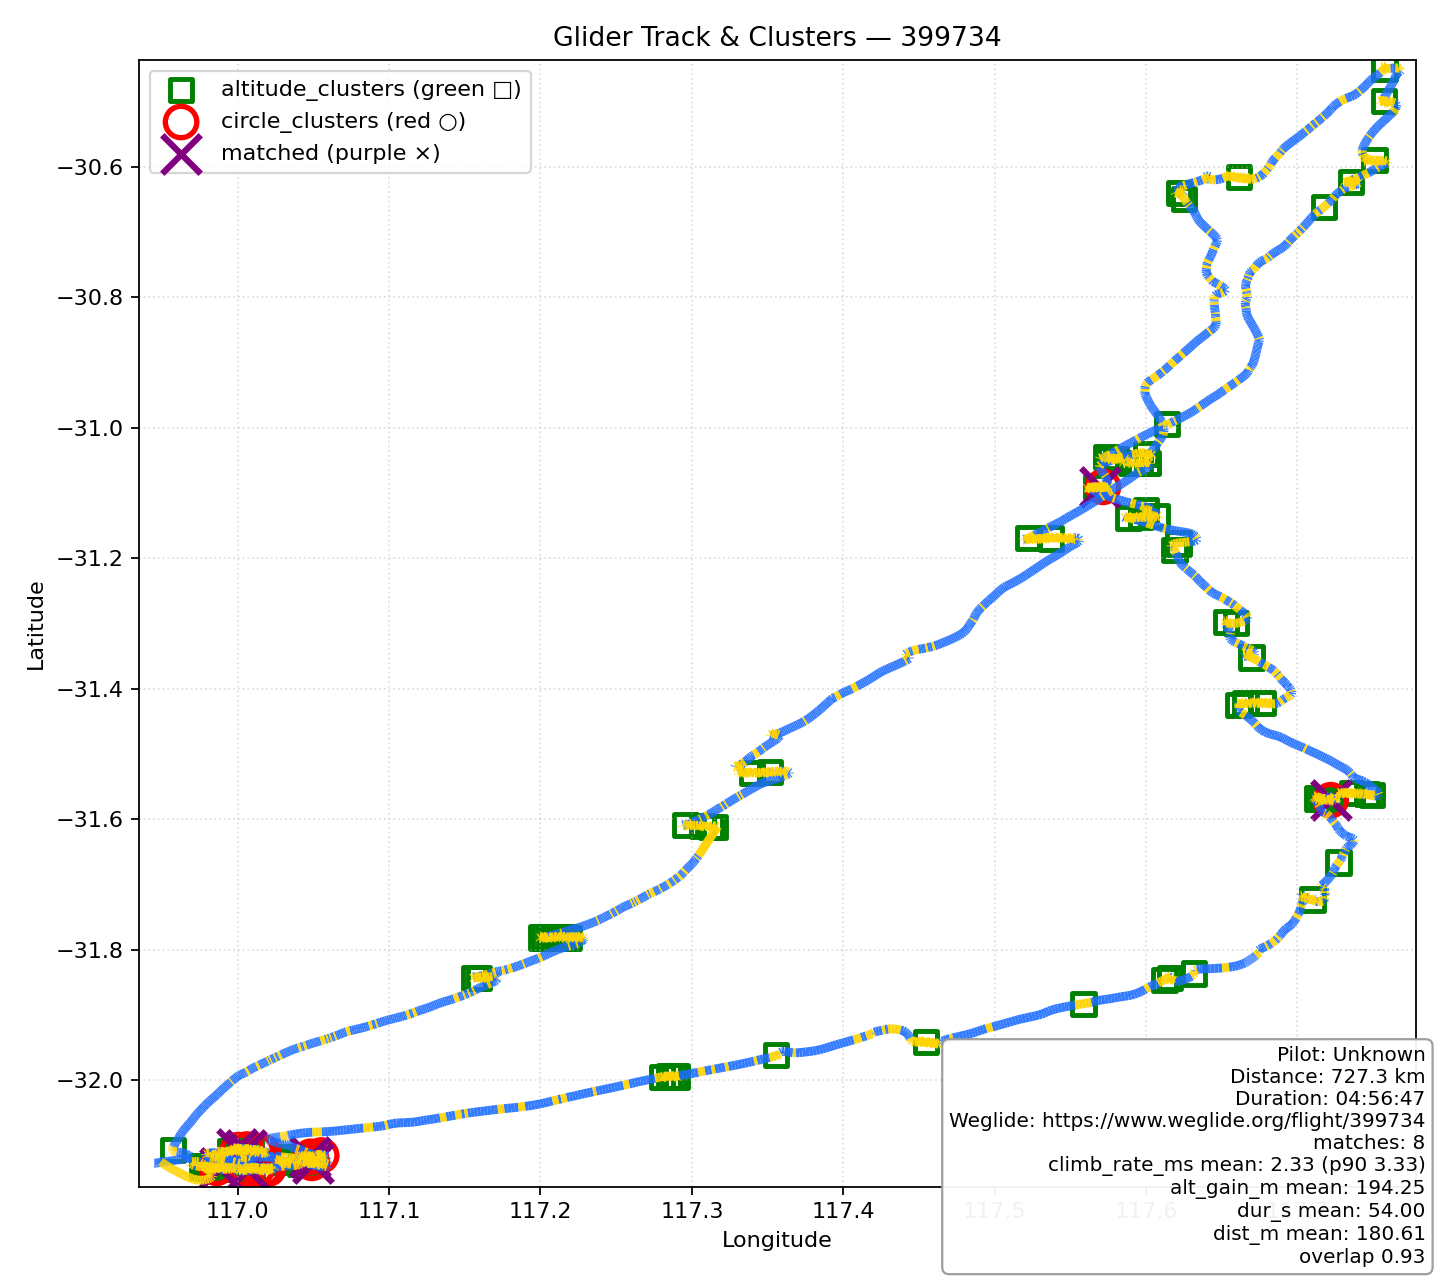 Glider Track & Clusters — 399734
altitude_clusters (green □)
circle_clusters (red ○)
matched (purple ×)
−30.6
−30.8
−31.0
−31.2
−31.4
−31.6
−31.8
−32.0
Latitude
117.0
117.1
117.2
117.3
117.4
117.5
117.6
Longitude
Pilot: Unknown
Distance: 727.3 km
Duration: 04:56:47
Weglide: https://www.weglide.org/flight/399734
matches: 8
climb_rate_ms mean: 2.33 (p90 3.33)
alt_gain_m mean: 194.25
dur_s mean: 54.00
dist_m mean: 180.61
overlap 0.93